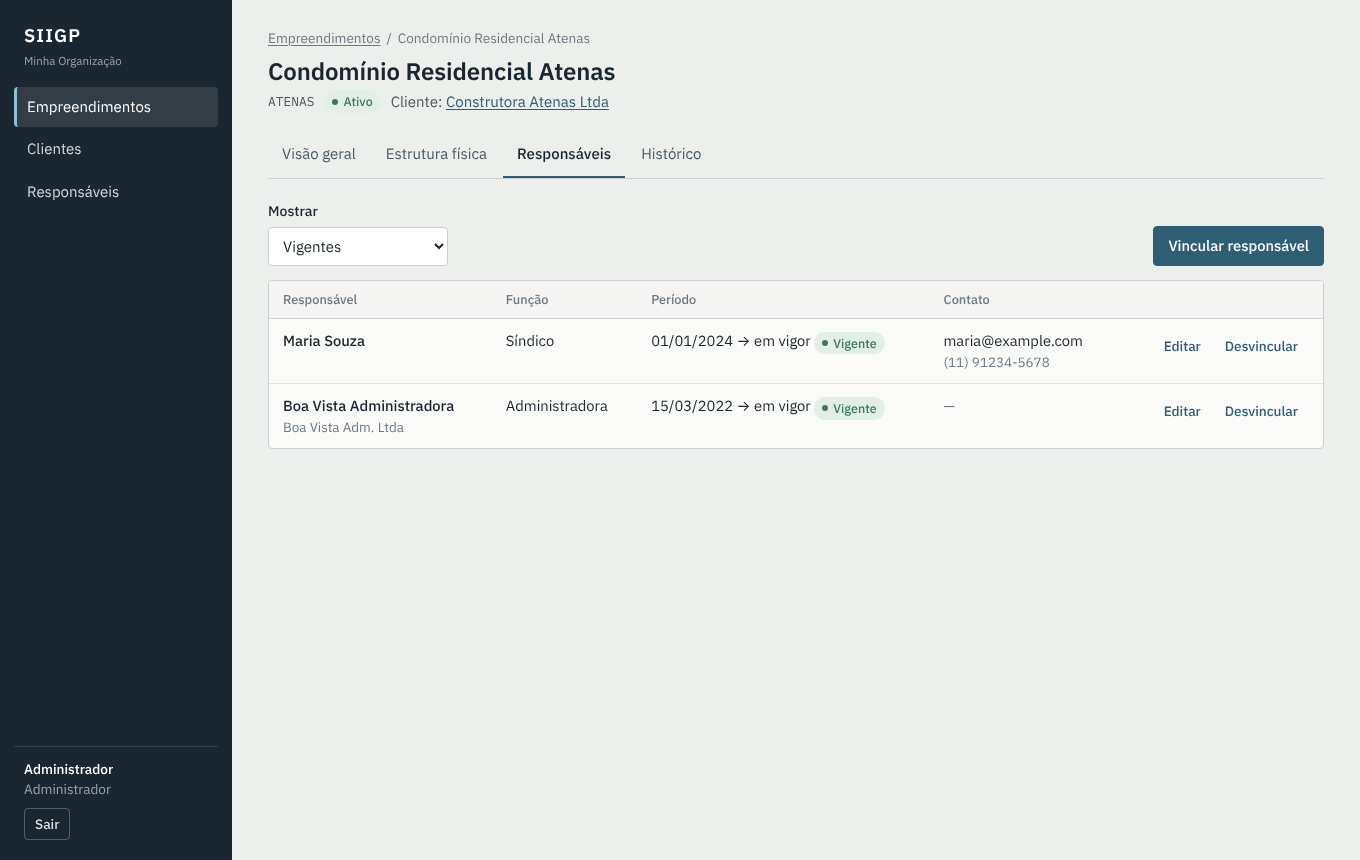 SIIGP
Minha Organização
Empreendimentos
Clientes
Responsáveis
Administrador
Administrador
Sair
Empreendimentos / Condomínio Residencial Atenas
Condomínio Residencial Atenas
ATENAS Ativo Cliente: Construtora Atenas Ltda
Visão geral Estrutura física Responsáveis Histórico
Mostrar
Vigentes Vincular responsável
Responsável Função Período Contato
Maria Souza Síndico 01/01/2024 → em vigor Vigente maria@example.com Editar Desvincular
(11) 91234-5678
Boa Vista Administradora Administradora 15/03/2022 → em vigor Vigente — Editar Desvincular
Boa Vista Adm. Ltda